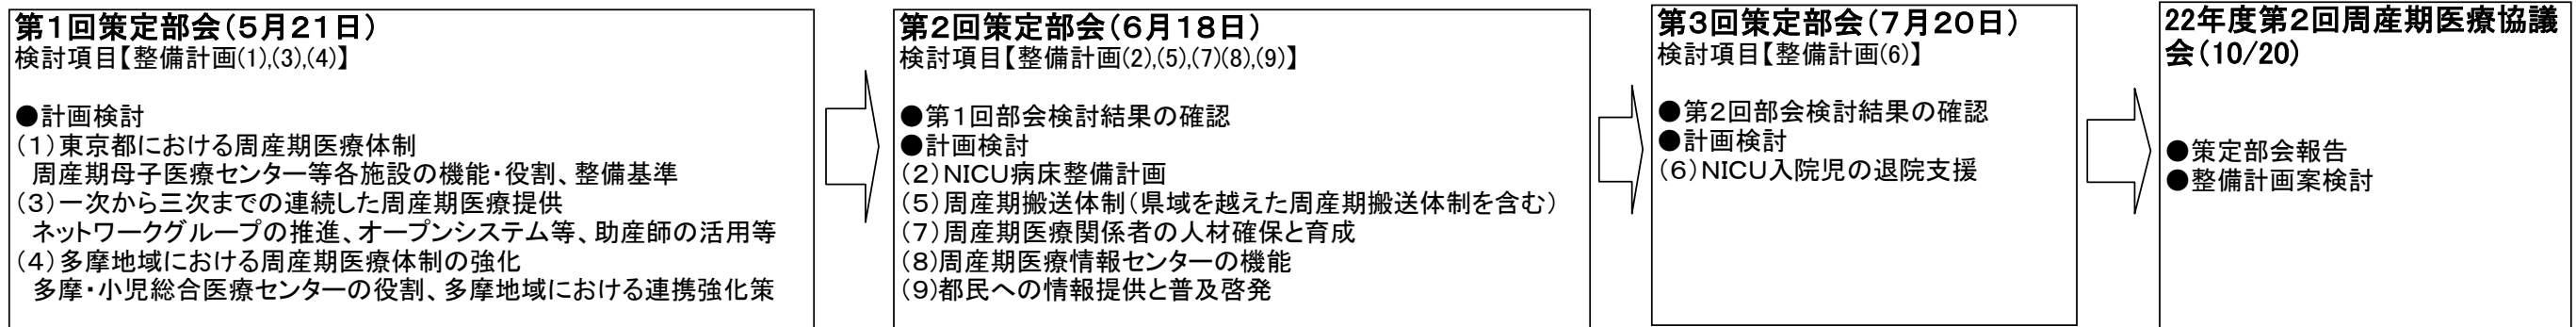 第１回策定部会（５月２１日）
検討項目【整備計画(1),(3),(4)】
●計画検討
（１）東京都における周産期医療体制
周産期母子医療センター等各施設の機能・役割、整備基準
（３）一次から三次までの連続した周産期医療提供
ネットワークグループの推進、オープンシステム等、助産師の活用等
（４）多摩地域における周産期医療体制の強化
多摩・小児総合医療センターの役割、多摩地域における連携強化策
第２回策定部会（６月１８日）
検討項目【整備計画(2),(5),(7)(8),(9)】
●第１回部会検討結果の確認
●計画検討
（２）ＮＩＣＵ病床整備計画
（５）周産期搬送体制（県域を越えた周産期搬送体制を含む）
（７）周産期医療関係者の人材確保と育成
（８）周産期医療情報センターの機能
（９）都民への情報提供と普及啓発
第３回策定部会（７月２０日）
検討項目【整備計画(6)】
●第２回部会検討結果の確認
●計画検討
（６）ＮＩＣＵ入院児の退院支援
22年度第２回周産期医療協議
会（10/20）
●策定部会報告
●整備計画案検討